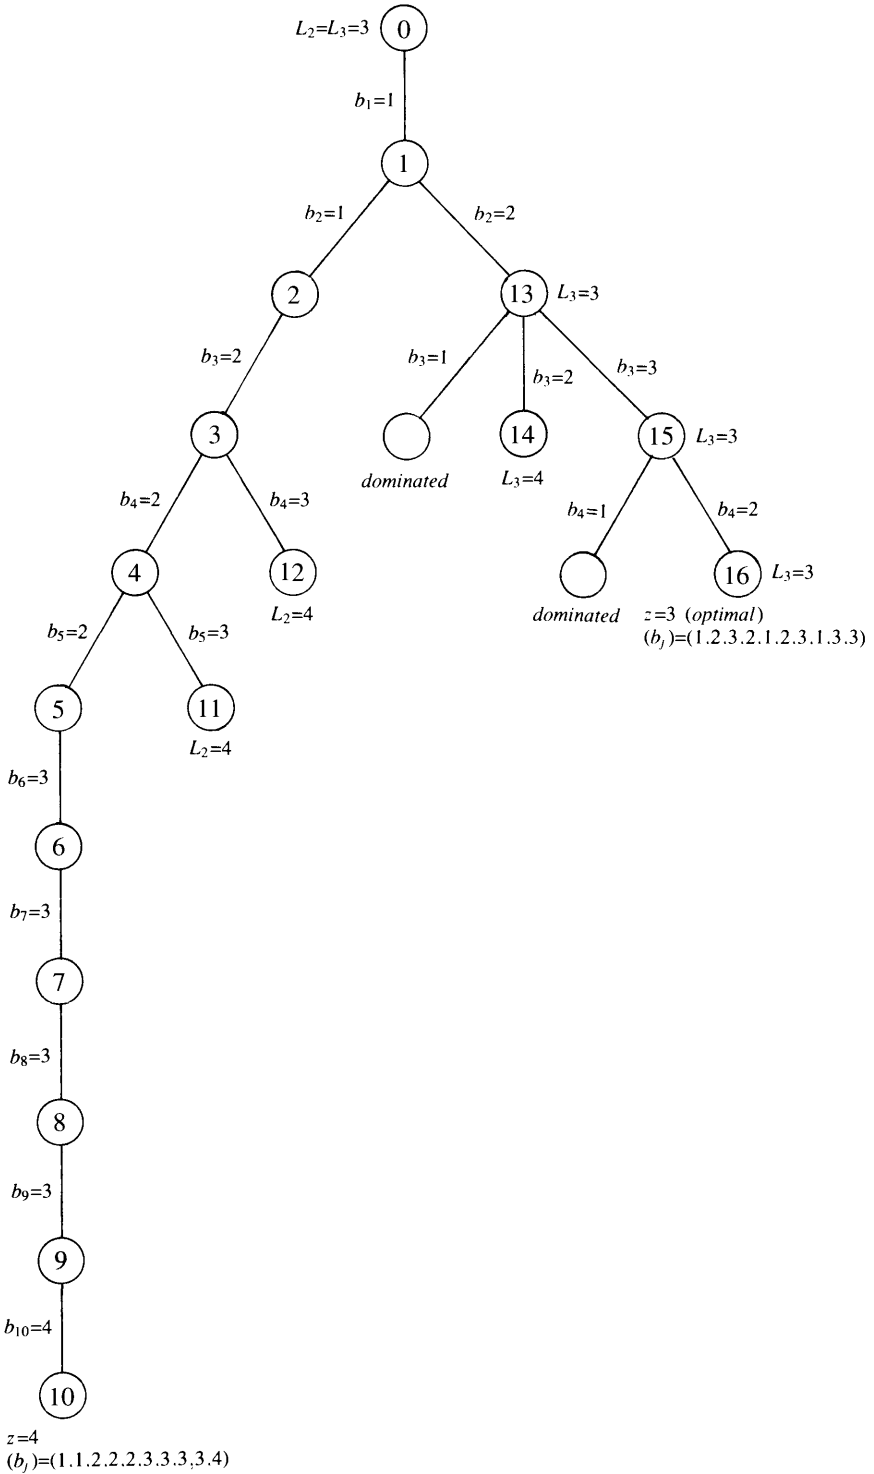 L₂=L₃=3
0
b₁=1
1
b₂=1
b₂=2
2
13
L₃=3
b₃=2
b₃=1
b₃=2
b₃=3
3
14
15
L₃=3
dominated
L₃=4
b₄=2
b₄=3
b₄=1
b₄=2
4
12
16
L₃=3
L₂=4
dominated
z=3 (optimal)
(bⱼ)=(1.2.3.2.1.2.3.1.3.3)
b₅=2
b₅=3
5
11
L₂=4
b₆=3
6
b₇=3
7
b₈=3
8
b₉=3
9
b₁₀=4
10
z=4
(bⱼ)=(1.1.2.2.2.3.3.3,3.4)